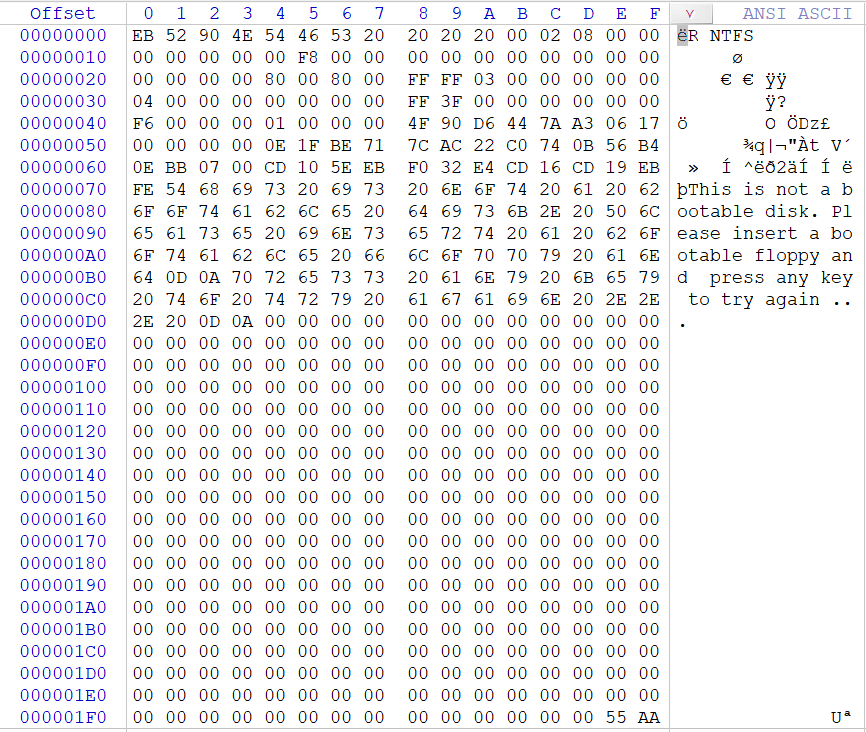 Offset 0 1 2 3 4 5 6 7 8 9 A B C D E F ANSI ASCII
00000000 EB 52 90 4E 54 46 53 20 20 20 20 00 02 08 00 00 ëR NTFS
00000010 00 00 00 00 00 F8 00 00 00 00 00 00 00 00 00 00 ø
00000020 00 00 00 00 80 00 80 00 FF FF 03 00 00 00 00 00 € € ÿÿ
00000030 04 00 00 00 00 00 00 00 FF 3F 00 00 00 00 00 00 ÿ?
00000040 F6 00 00 00 01 00 00 00 4F 90 D6 44 7A A3 06 17 ö O ÖDz£
00000050 00 00 00 00 0E 1F BE 71 7C AC 22 C0 74 0B 56 B4 ¾q|¬"Àt V´
00000060 0E BB 07 00 CD 10 5E EB F0 32 E4 CD 16 CD 19 EB » Í ^ëð2äÍ Í ë
00000070 FE 54 68 69 73 20 69 73 20 6E 6F 74 20 61 20 62 þThis is not a b
00000080 6F 6F 74 61 62 6C 65 20 64 69 73 6B 2E 20 50 6C ootable disk. Pl
00000090 65 61 73 65 20 69 6E 73 65 72 74 20 61 20 62 6F ease insert a bo
000000A0 6F 74 61 62 6C 65 20 66 6C 6F 70 70 79 20 61 6E otable floppy an
000000B0 64 0D 0A 70 72 65 73 73 20 61 6E 79 20 6B 65 79 d press any key
000000C0 20 74 6F 20 74 72 79 20 61 67 61 69 6E 20 2E 2E to try again ..
000000D0 2E 20 0D 0A 00 00 00 00 00 00 00 00 00 00 00 00 .
000000E0 00 00 00 00 00 00 00 00 00 00 00 00 00 00 00 00
000000F0 00 00 00 00 00 00 00 00 00 00 00 00 00 00 00 00
00000100 00 00 00 00 00 00 00 00 00 00 00 00 00 00 00 00
00000110 00 00 00 00 00 00 00 00 00 00 00 00 00 00 00 00
00000120 00 00 00 00 00 00 00 00 00 00 00 00 00 00 00 00
00000130 00 00 00 00 00 00 00 00 00 00 00 00 00 00 00 00
00000140 00 00 00 00 00 00 00 00 00 00 00 00 00 00 00 00
00000150 00 00 00 00 00 00 00 00 00 00 00 00 00 00 00 00
00000160 00 00 00 00 00 00 00 00 00 00 00 00 00 00 00 00
00000170 00 00 00 00 00 00 00 00 00 00 00 00 00 00 00 00
00000180 00 00 00 00 00 00 00 00 00 00 00 00 00 00 00 00
00000190 00 00 00 00 00 00 00 00 00 00 00 00 00 00 00 00
000001A0 00 00 00 00 00 00 00 00 00 00 00 00 00 00 00 00
000001B0 00 00 00 00 00 00 00 00 00 00 00 00 00 00 00 00
000001C0 00 00 00 00 00 00 00 00 00 00 00 00 00 00 00 00
000001D0 00 00 00 00 00 00 00 00 00 00 00 00 00 00 00 00
000001E0 00 00 00 00 00 00 00 00 00 00 00 00 00 00 00 00
000001F0 00 00 00 00 00 00 00 00 00 00 00 00 00 00 55 AA Uª